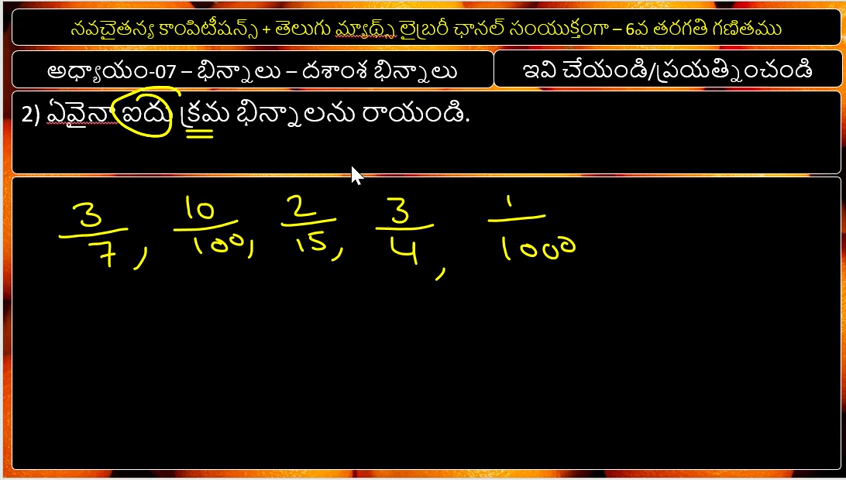 నవచైతన్య కాంపిటీషన్స్ + తెలుగు మ్యాథ్స్ లైబ్రరీ ఛానల్ సంయుక్తంగా – 6వ తరగతి గణితము
అధ్యాయం-07 – భిన్నాలు – దశాంశ భిన్నాలు
ఇవి చేయండి/ప్రయత్నించండి
2) ఏవైనా ఐదు క్రమ భిన్నాలను రాయండి.
3/7, 10/100, 2/15, 3/4, 1/1000